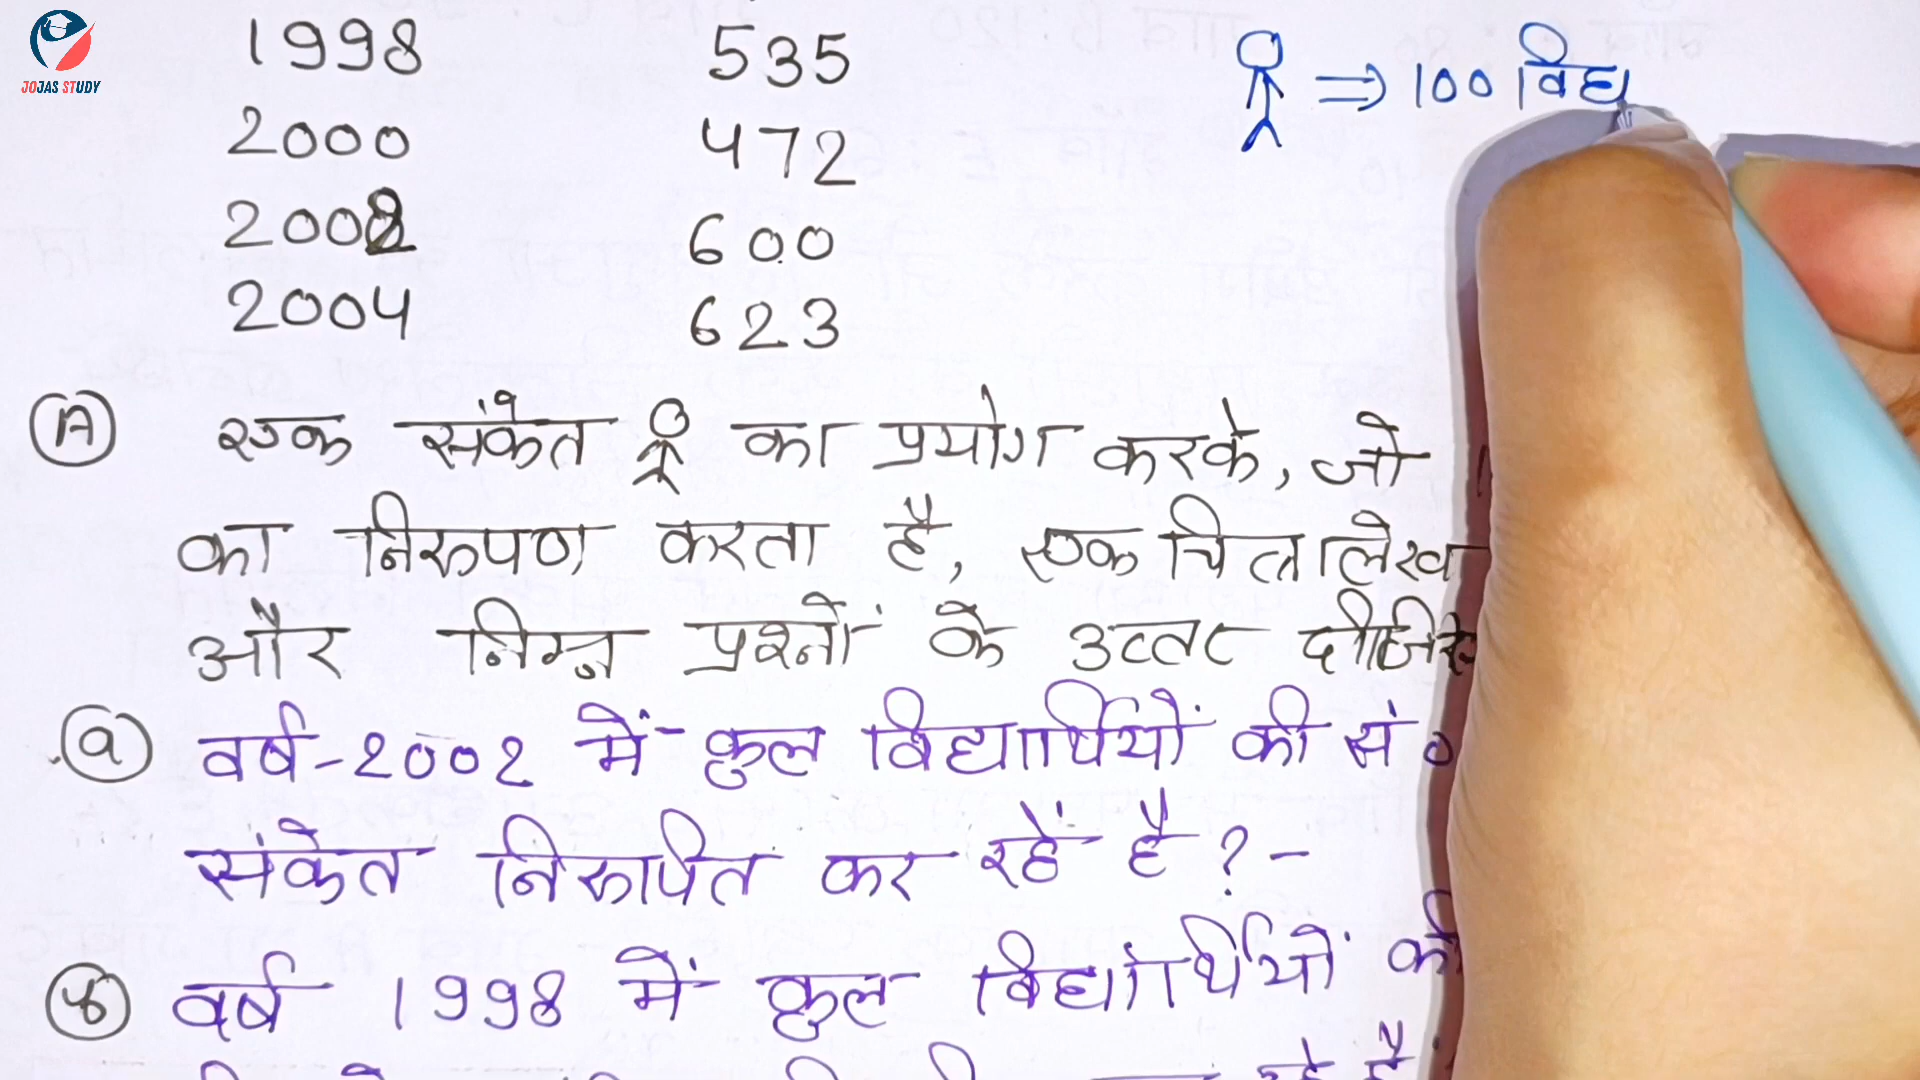 JOJAS STUDY
1998 535
2000 472
2002 600
2004 623
⇒ 100 विद्य
A एक संकेत का प्रयोग करके, जो
का निरूपण करता है, एक चित्रालेख
और निम्न प्रश्नों के उत्तर दीजिए
a वर्ष-2002 में कुल विद्यार्थियों की सं०
संकेत निरूपित कर रहें है ? -
b वर्ष 1998 में कुल विद्यार्थियों की